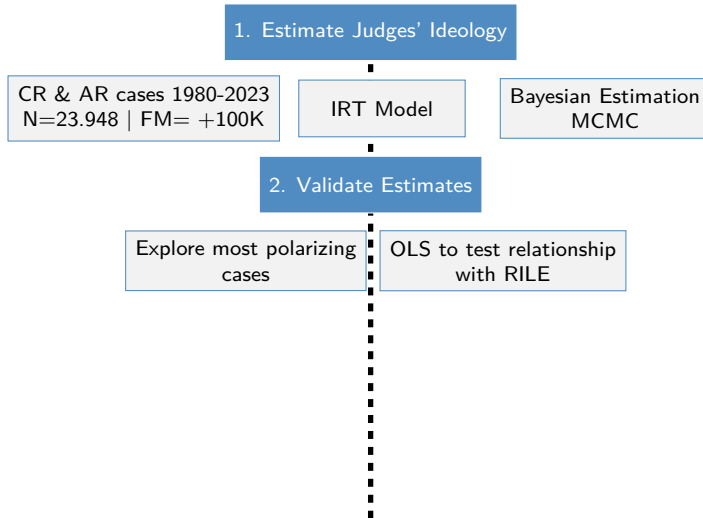 1. Estimate Judges' Ideology
CR & AR cases 1980-2023
N=23.948 | FM= +100K
IRT Model
Bayesian Estimation
MCMC
2. Validate Estimates
Explore most polarizing
cases
OLS to test relationship
with RILE